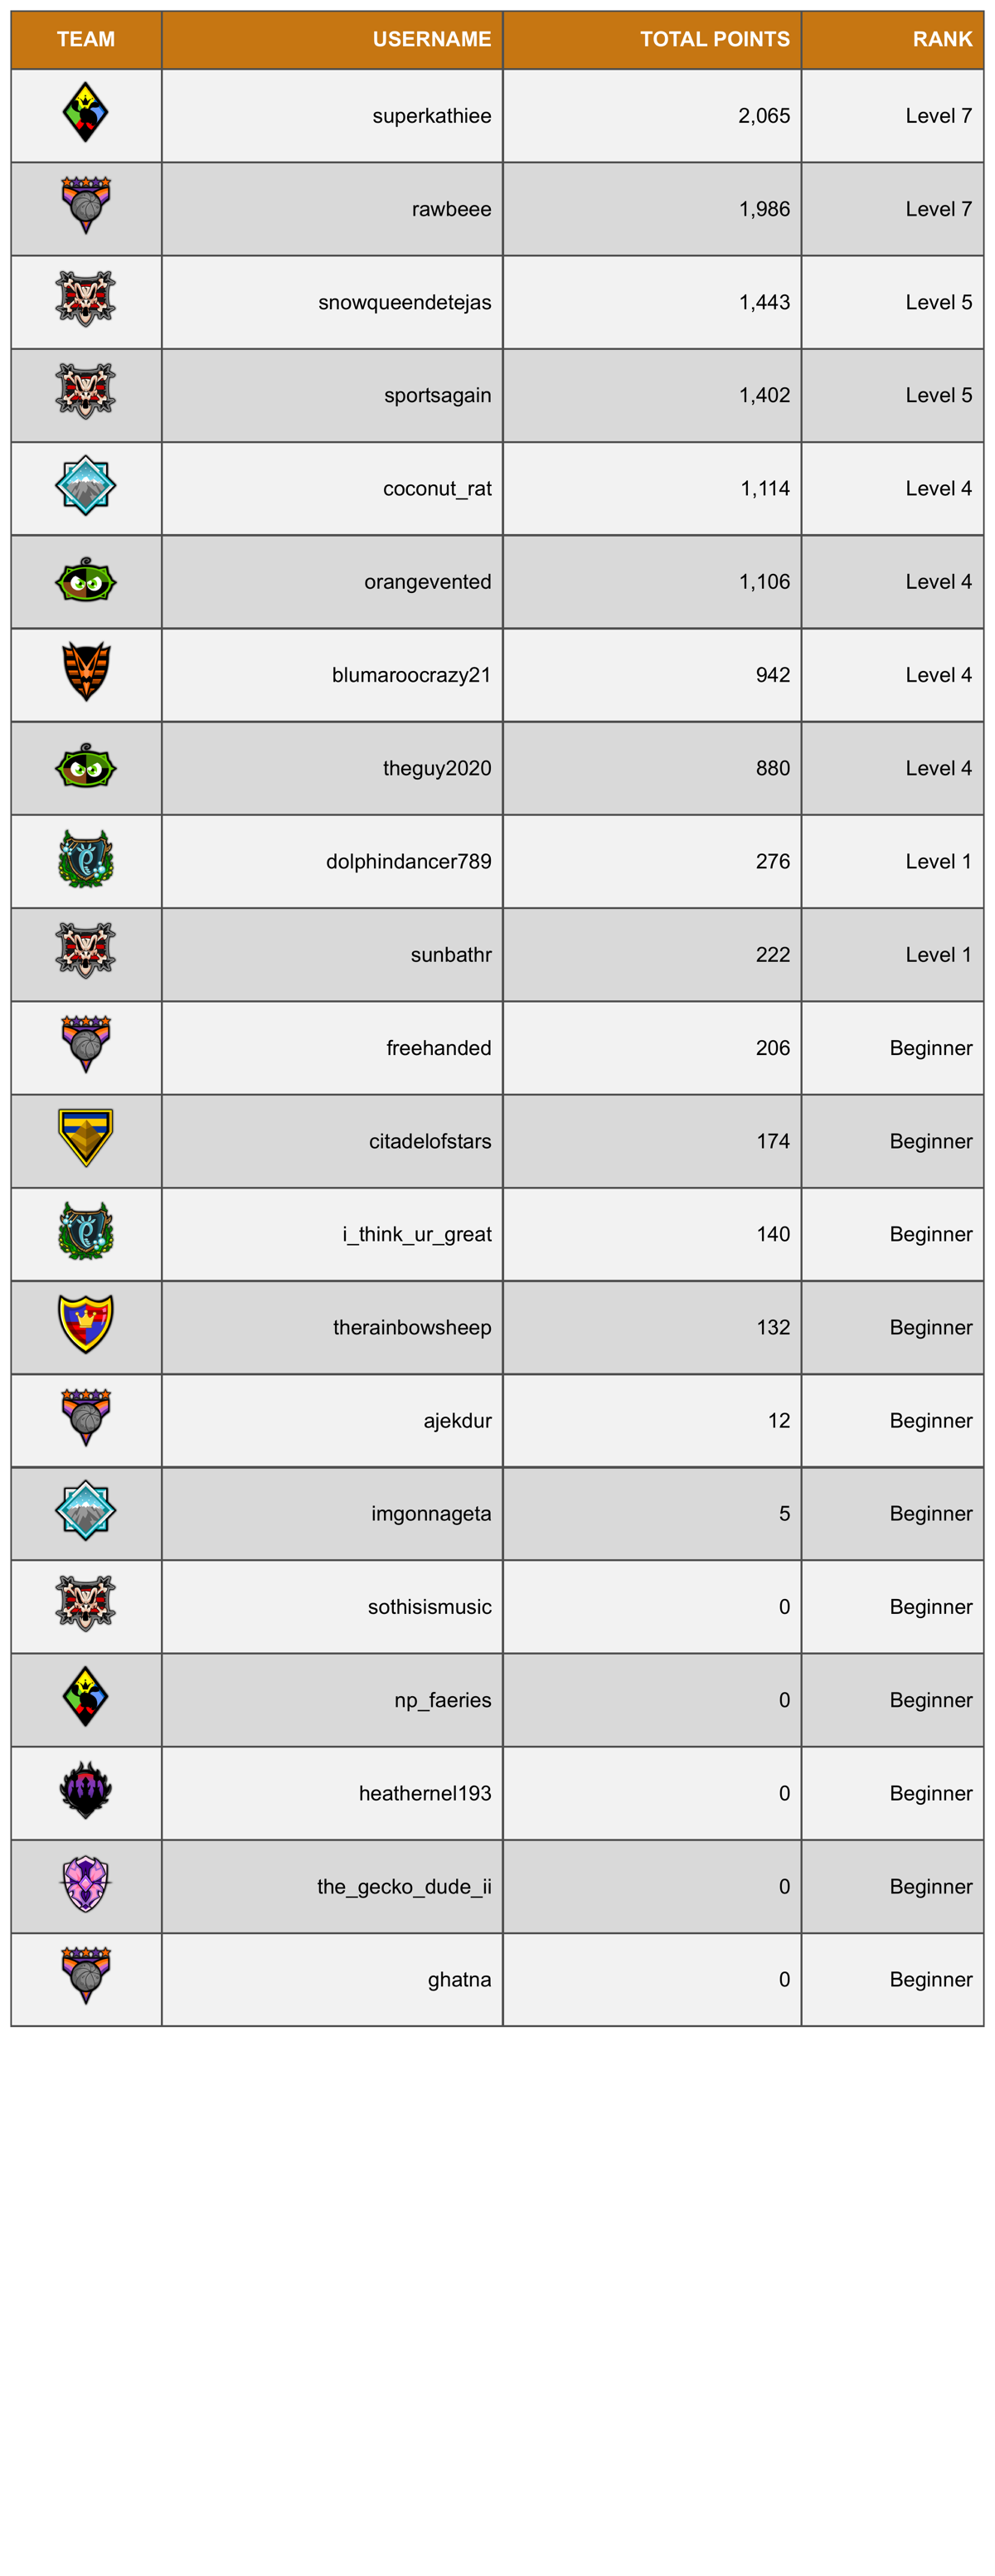 TEAM USERNAME TOTAL POINTS RANK
superkathiee 2,065 Level 7
rawbeee 1,986 Level 7
snowqueendetejas 1,443 Level 5
sportsagain 1,402 Level 5
coconut_rat 1,114 Level 4
orangevented 1,106 Level 4
blumaroocrazy21 942 Level 4
theguy2020 880 Level 4
dolphindancer789 276 Level 1
sunbathr 222 Level 1
freehanded 206 Beginner
citadelofstars 174 Beginner
i_think_ur_great 140 Beginner
therainbowsheep 132 Beginner
ajekdur 12 Beginner
imgonnageta 5 Beginner
sothisismusic 0 Beginner
np_faeries 0 Beginner
heathernel193 0 Beginner
the_gecko_dude_ii 0 Beginner
ghatna 0 Beginner